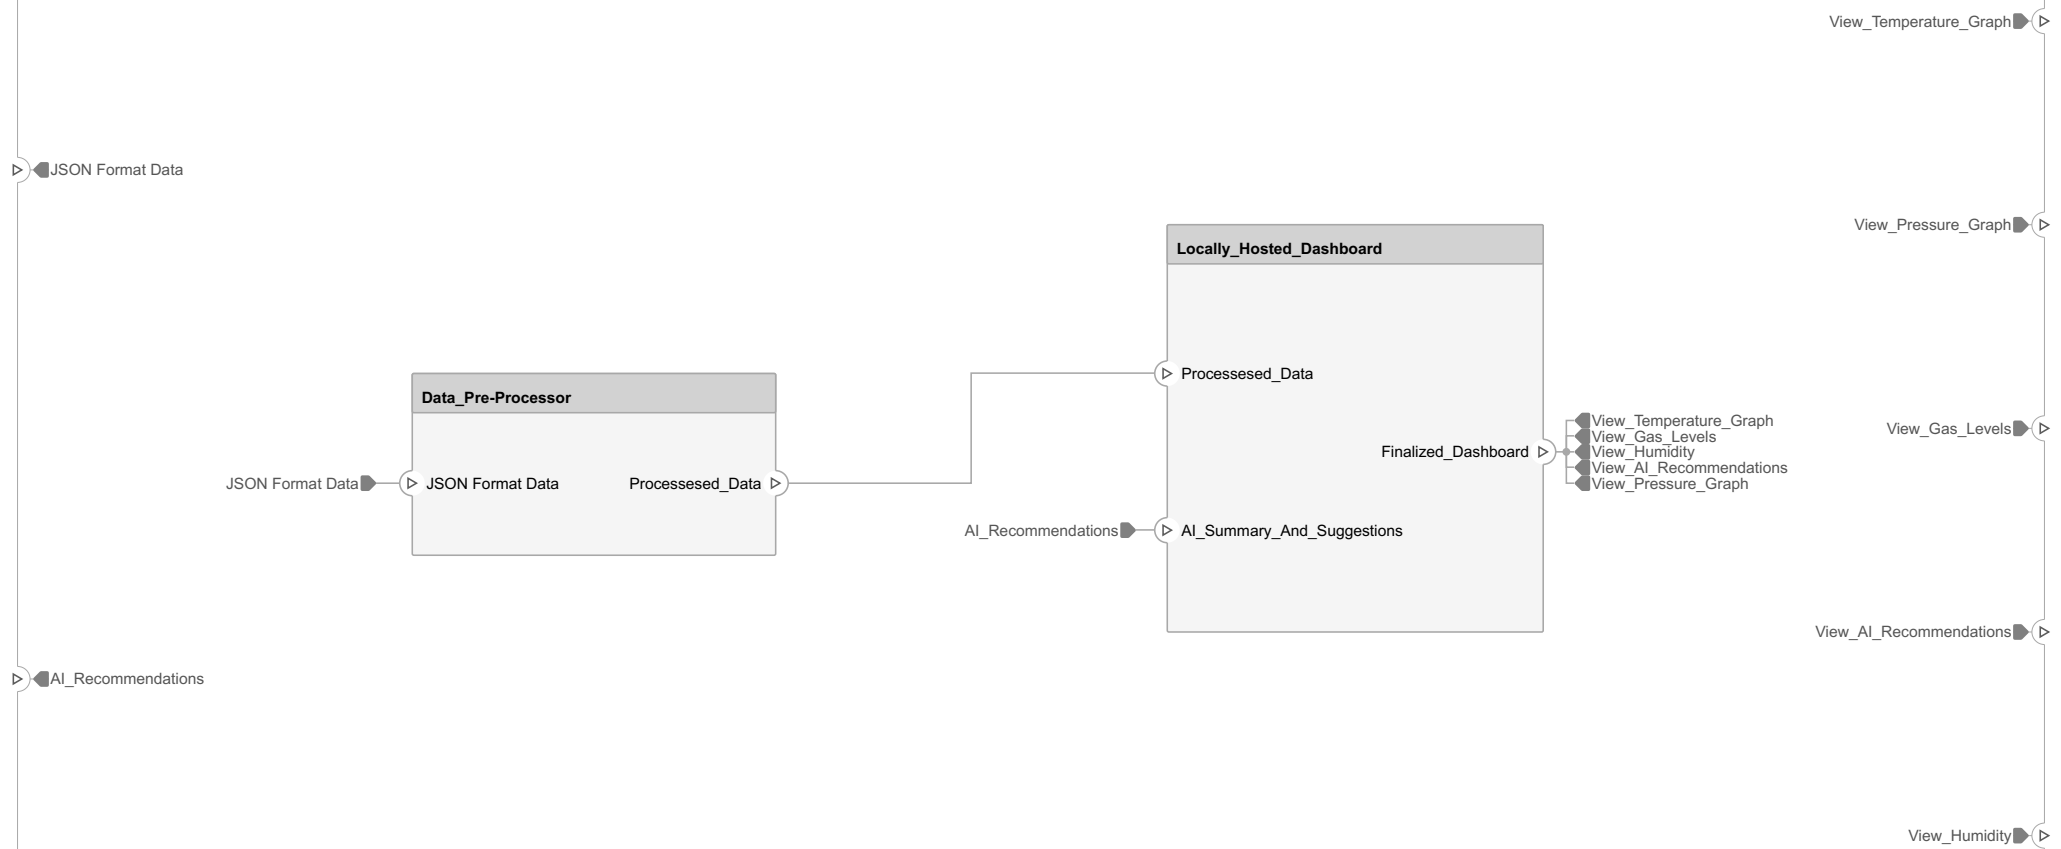 View_Temperature_Graph
JSON Format Data
View_Pressure_Graph
Locally_Hosted_Dashboard
Processesed_Data
Data_Pre-Processor
View_Temperature_Graph
View_Gas_Levels
View_Gas_Levels
Finalized_Dashboard
View_Humidity
View_AI_Recommendations
View_Pressure_Graph
JSON Format Data
JSON Format Data
Processesed_Data
AI_Recommendations
AI_Summary_And_Suggestions
View_AI_Recommendations
AI_Recommendations
View_Humidity